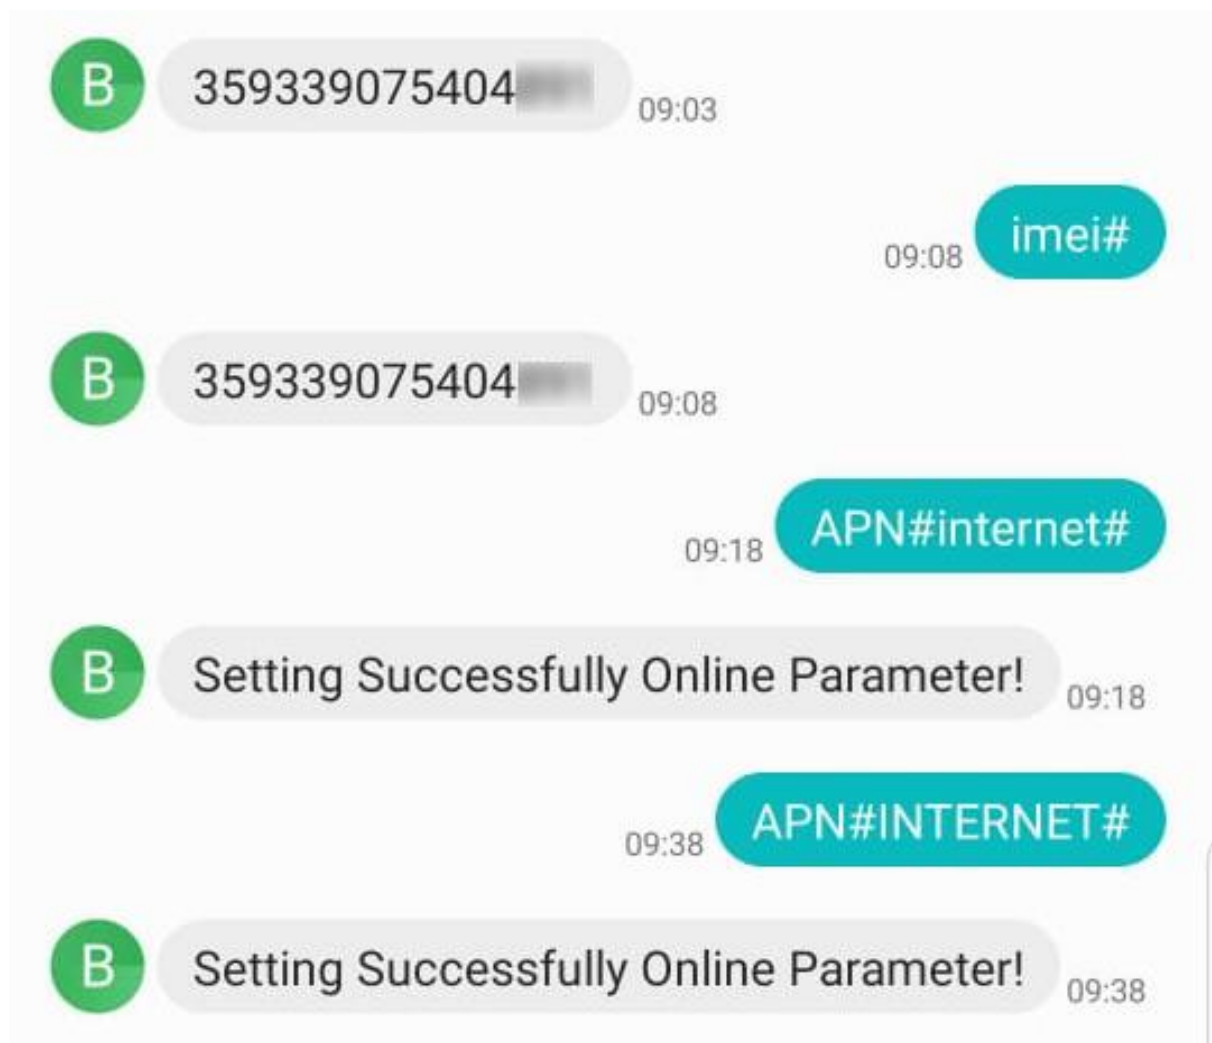 B
359339075404
09:03
imei#
09:08
B
359339075404
09:08
APN#internet#
09:18
B
Setting Successfully Online Parameter!
09:18
APN#INTERNET#
09:38
B
Setting Successfully Online Parameter!
09:38